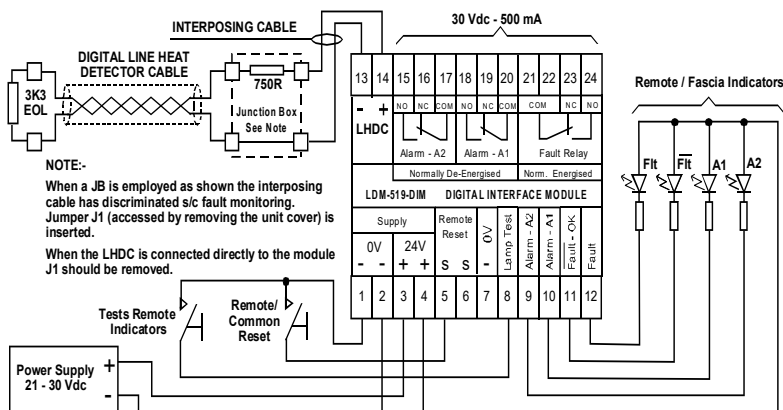 INTERPOSING CABLE
30 Vdc - 500 mA
DIGITAL LINE HEAT
DETECTOR CABLE
3K3
EOL
750R
Junction Box
See Note
13 14 15 16 17 18 19 20 21 22 23 24
- +
LHDC
NO NC COM NO NC COM COM NC NO
Alarm - A2 Alarm - A1 Fault Relay
Normally De-Energised Norm. Energised
LDM-519-DIM DIGITAL INTERFACE MODULE
Supply
0V 24V
- - + +
Remote
Reset
S S
0V
-
Lamp Test
Alarm - A2
Alarm - A1
Fault - OK
Fault
1 2 3 4 5 6 7 8 9 10 11 12
Remote / Fascia Indicators
Flt Flt A1 A2
NOTE:-
When a JB is employed as shown the interposing
cable has discriminated s/c fault monitoring.
Jumper J1 (accessed by removing the unit cover) is
inserted.
When the LHDC is connected directly to the module
J1 should be removed.
Tests Remote
Indicators
Remote/
Common
Reset
Power Supply
21 - 30 Vdc
+
-